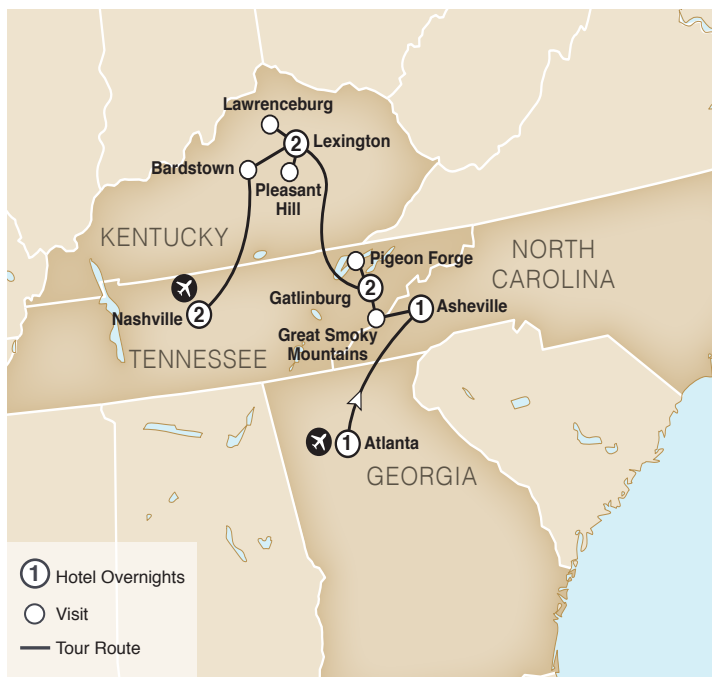 Lawrenceburg
2
Lexington
Bardstown
Pleasant
Hill
KENTUCKY
Pigeon Forge
NORTH
CAROLINA
Gatlinburg
2
Nashville
2
1
Asheville
Great Smoky
Mountains
TENNESSEE
1
Atlanta
GEORGIA
1
Hotel Overnights
Visit
Tour Route